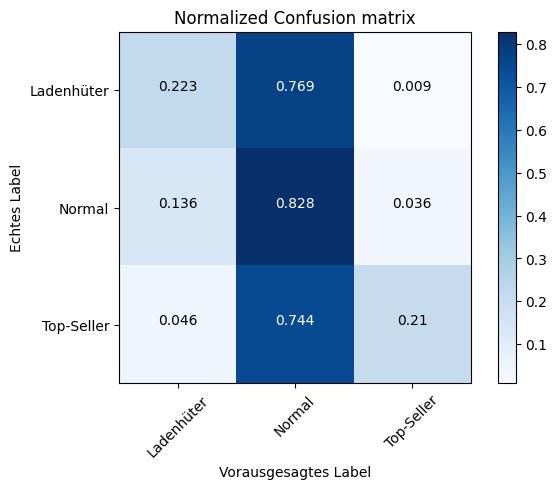 Normalized Confusion matrix
Echtes Label
Ladenhüter 0.223 0.769 0.009
Normal 0.136 0.828 0.036
Top-Seller 0.046 0.744 0.21
Ladenhüter Normal Top-Seller
Vorausgesagtes Label
0.8
0.7
0.6
0.5
0.4
0.3
0.2
0.1